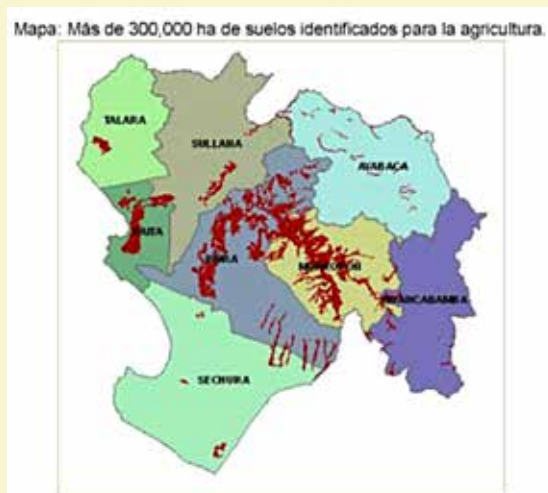 Mapa: Más de 300,000 ha de suelos identificados para la agricultura.
TALARA
SULLANA
AYABACA
PAITA
PIURA
MORROPON
HUANCABAMBA
SECHURA